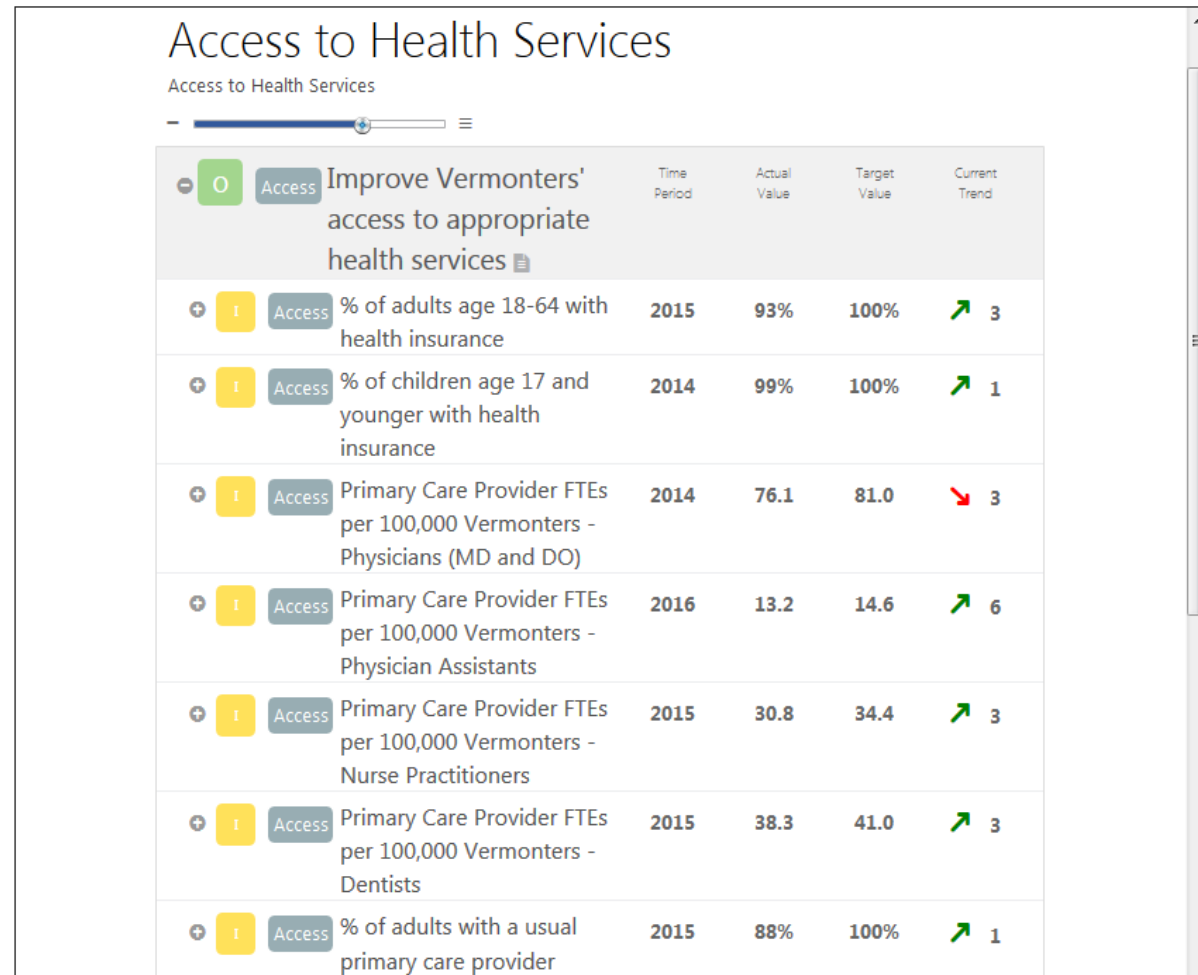 Access to Health Services
Access to Health Services
O Access Improve Vermonters' access to appropriate health services
Time Period Actual Value Target Value Current Trend
I Access % of adults age 18-64 with 2015 93% 100% 3
health insurance
I Access % of children age 17 and 2014 99% 100% 1
younger with health
insurance
I Access Primary Care Provider FTEs 2014 76.1 81.0 3
per 100,000 Vermonters -
Physicians (MD and DO)
I Access Primary Care Provider FTEs 2016 13.2 14.6 6
per 100,000 Vermonters -
Physician Assistants
I Access Primary Care Provider FTEs 2015 30.8 34.4 3
per 100,000 Vermonters -
Nurse Practitioners
I Access Primary Care Provider FTEs 2015 38.3 41.0 3
per 100,000 Vermonters -
Dentists
I Access % of adults with a usual 2015 88% 100% 1
primary care provider